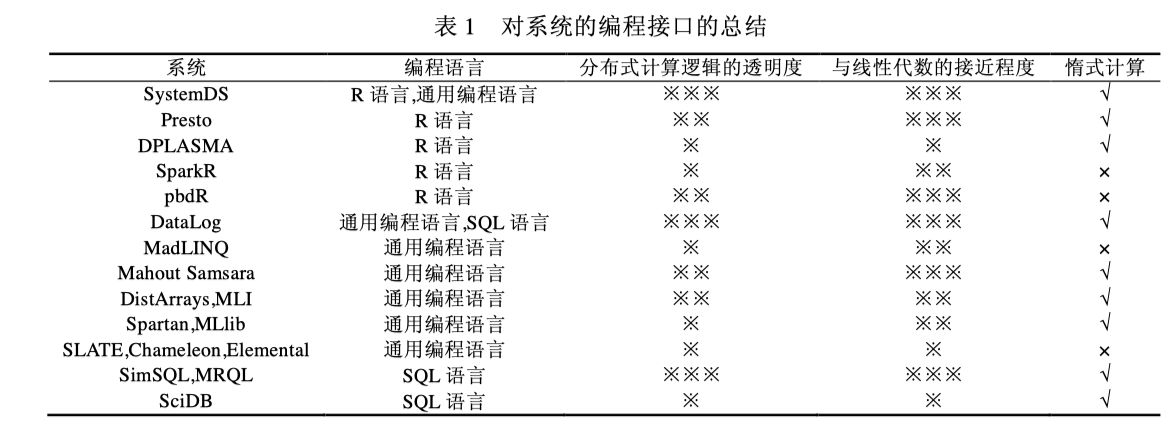 表 1 对系统的编程接口的总结
系统 编程语言 分布式计算逻辑的透明度 与线性代数的接近程度 惰式计算
SystemDS R 语言,通用编程语言 ※※※ ※※※ √
Presto R 语言 ※※ ※※※ √
DPLASMA R 语言 ※ ※ √
SparkR R 语言 ※ ※※ ×
pbdR R 语言 ※※ ※※※ ×
DataLog 通用编程语言,SQL 语言 ※※※ ※※※ √
MadLINQ 通用编程语言 ※ ※※ ×
Mahout Samsara 通用编程语言 ※※ ※※※ √
DistArrays,MLI 通用编程语言 ※※ ※※ √
Spartan,MLlib 通用编程语言 ※ ※※ √
SLATE,Chameleon,Elemental 通用编程语言 ※ ※ ×
SimSQL,MRQL SQL 语言 ※※※ ※※※ √
SciDB SQL 语言 ※ ※ √